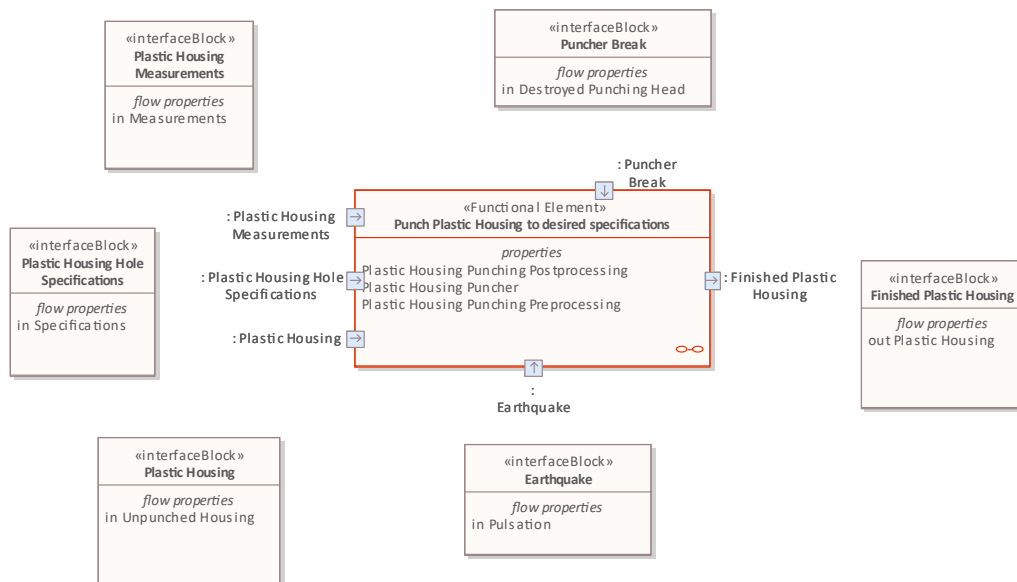 «interfaceBlock»
Plastic Housing
Measurements
flow properties
in Measurements
«interfaceBlock»
Puncher Break
flow properties
in Destroyed Punching Head
: Puncher
Break
: Plastic Housing
Measurements
«Functional Element»
Punch Plastic Housing to desired specifications
properties
Plastic Housing Punching Postprocessing
Plastic Housing Puncher
Plastic Housing Punching Preprocessing
«interfaceBlock»
Plastic Housing Hole
Specifications
flow properties
in Specifications
: Plastic Housing Hole
Specifications
: Plastic Housing
: Finished Plastic
Housing
«interfaceBlock»
Finished Plastic Housing
flow properties
out Plastic Housing
:
Earthquake
«interfaceBlock»
Plastic Housing
flow properties
in Unpunched Housing
«interfaceBlock»
Earthquake
flow properties
in Pulsation